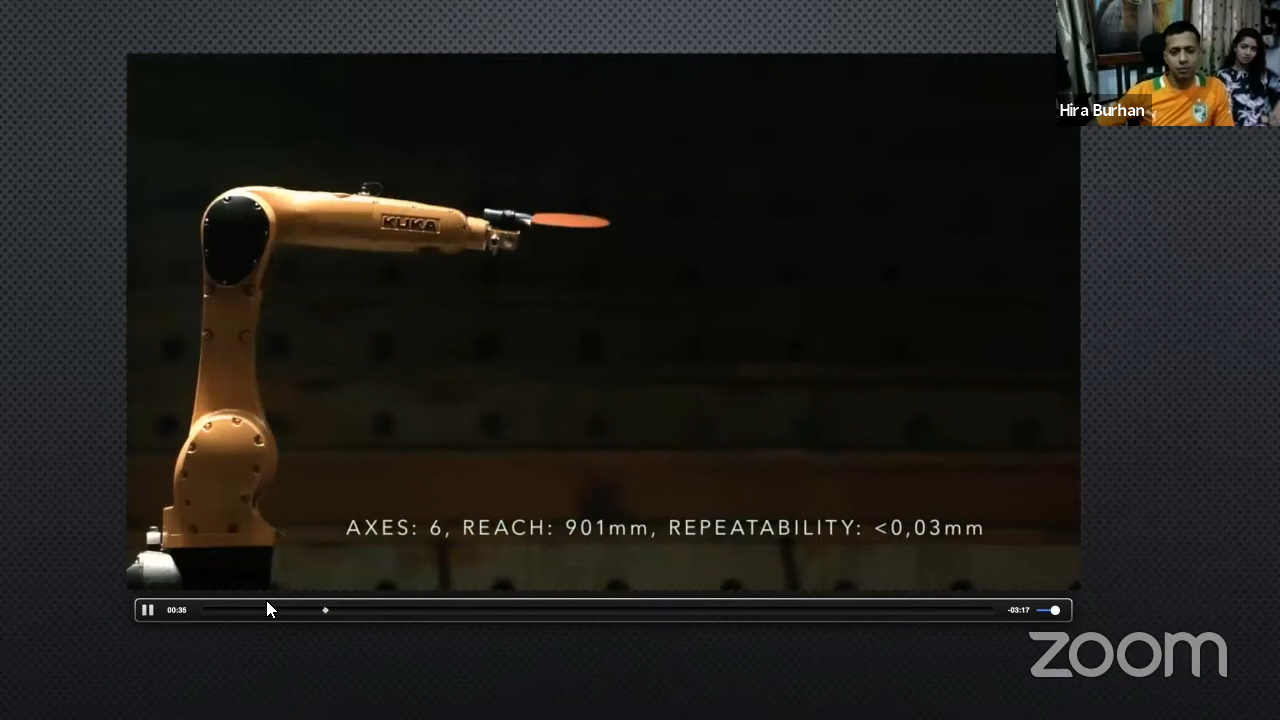 Hira Burhan
KUKA
AXES: 6, REACH: 901mm, REPEATABILITY: <0,03mm
00:35
-03:17
zoom